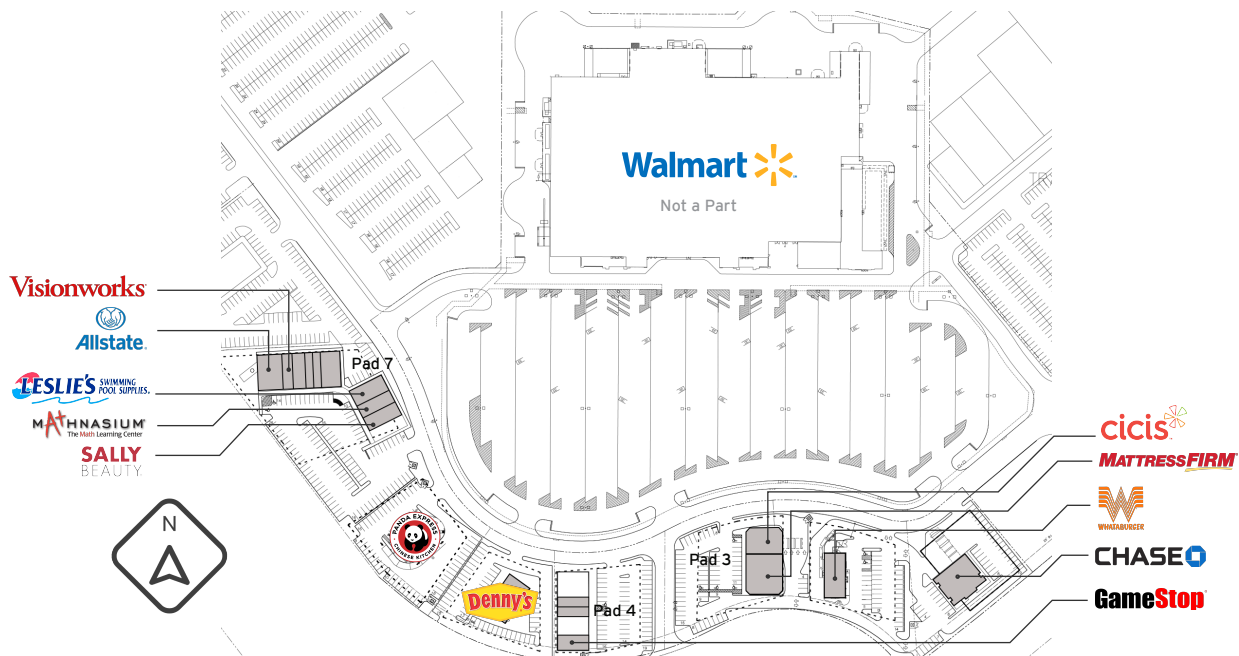 Walmart
Not a Part
TR
Visionworks
Allstate
Pad 7
LESLIE'S SWIMMING
POOL SUPPLIES.
MATHNASIUM
The Math Learning Center
SALLY
BEAUTY
N
PANDA EXPRESS
CHINESE KITCHEN
Denny's
Pad 4
Pad 3
cicis
MATTRESSFIRM
WHATABURGER
CHASE
GameStop